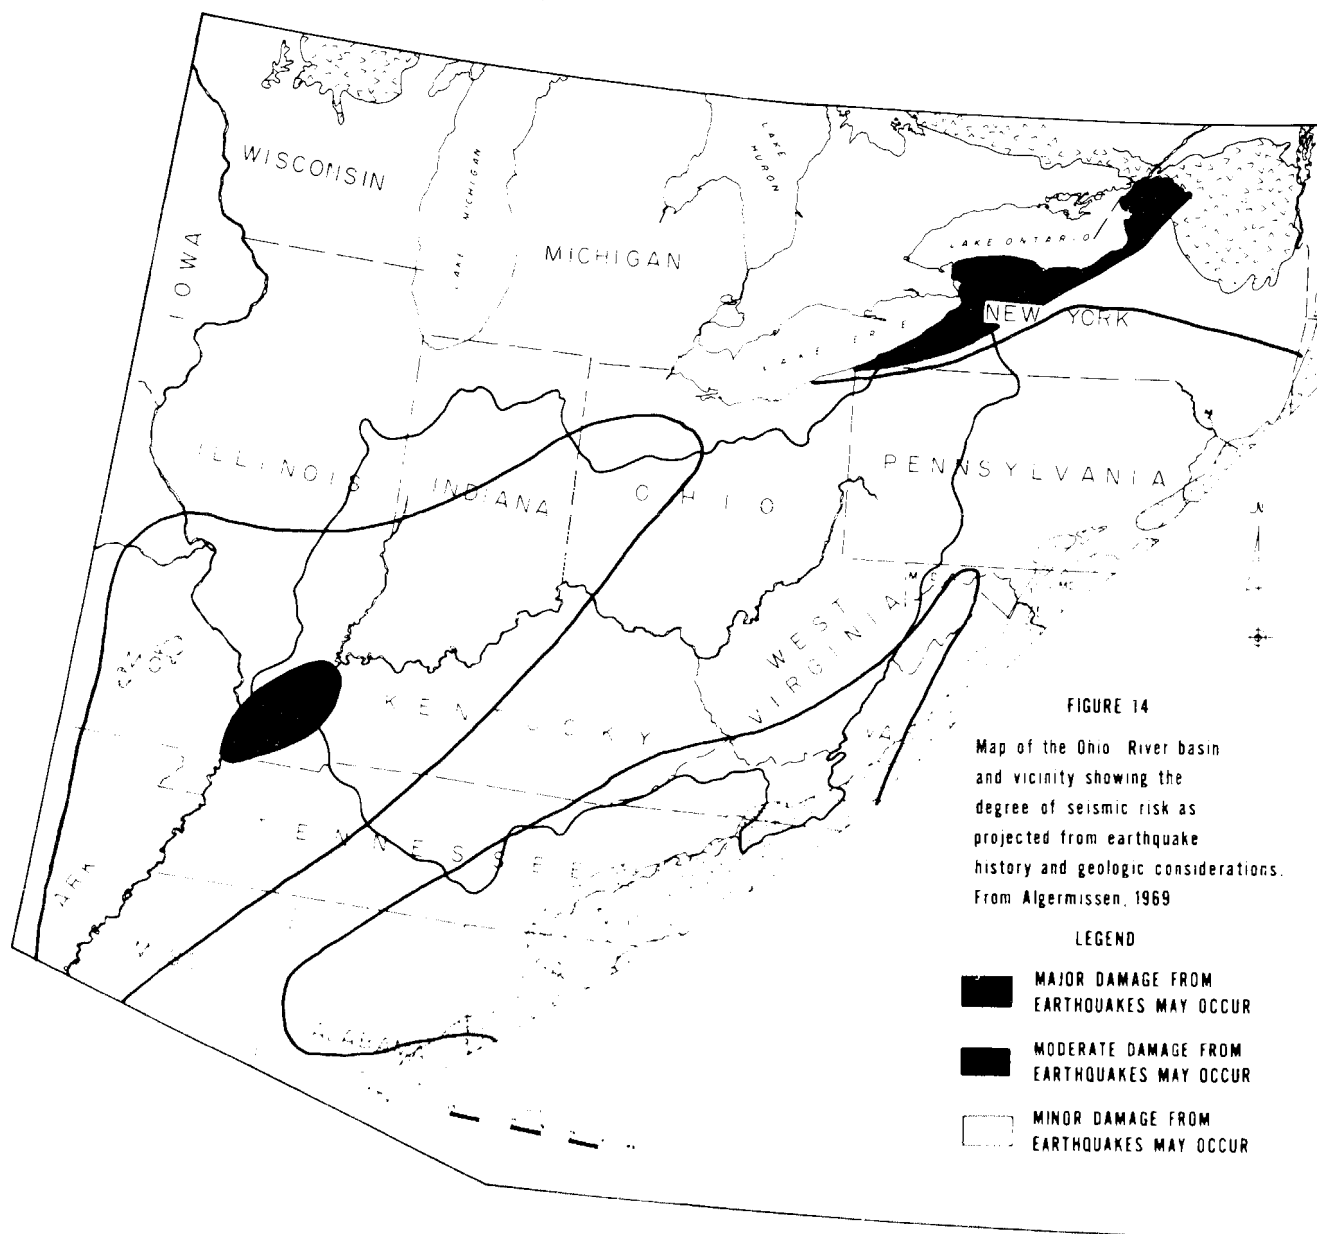 WISCONSIN
LAKE MICHIGAN
LAKE
HURON
IOWA
MICHIGAN
LAKE ONTARIO
LAKE ERIE
NEW YORK
ILLINOIS
INDIANA
OHIO
PENNSYLVANIA
N
WEST
VIRGINIA
VA
TENNESSEE
ARK
ALABAMA
FIGURE 14
Map of the Ohio River basin
and vicinity showing the
degree of seismic risk as
projected from earthquake
history and geologic considerations.
From Algermissen, 1969
LEGEND
MAJOR DAMAGE FROM
EARTHQUAKES MAY OCCUR
MODERATE DAMAGE FROM
EARTHQUAKES MAY OCCUR
MINOR DAMAGE FROM
EARTHQUAKES MAY OCCUR